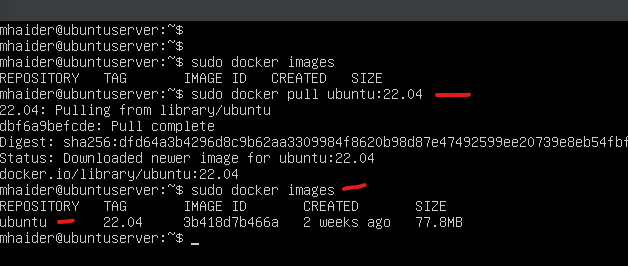 mhaider@ubuntuserver:~$
mhaider@ubuntuserver:~$
mhaider@ubuntuserver:~$ sudo docker images
REPOSITORY TAG IMAGE ID CREATED SIZE
mhaider@ubuntuserver:~$ sudo docker pull ubuntu:22.04
22.04: Pulling from library/ubuntu
dbf6a9befcde: Pull complete
Digest: sha256:dfd64a3b4296d8c9b62aa3309984f8620b98d87e47492599ee20739e8eb54fbf
Status: Downloaded newer image for ubuntu:22.04
docker.io/library/ubuntu:22.04
mhaider@ubuntuserver:~$ sudo docker images
REPOSITORY TAG IMAGE ID CREATED SIZE
ubuntu 22.04 3b418d7b466a 2 weeks ago 77.8MB
mhaider@ubuntuserver:~$ _